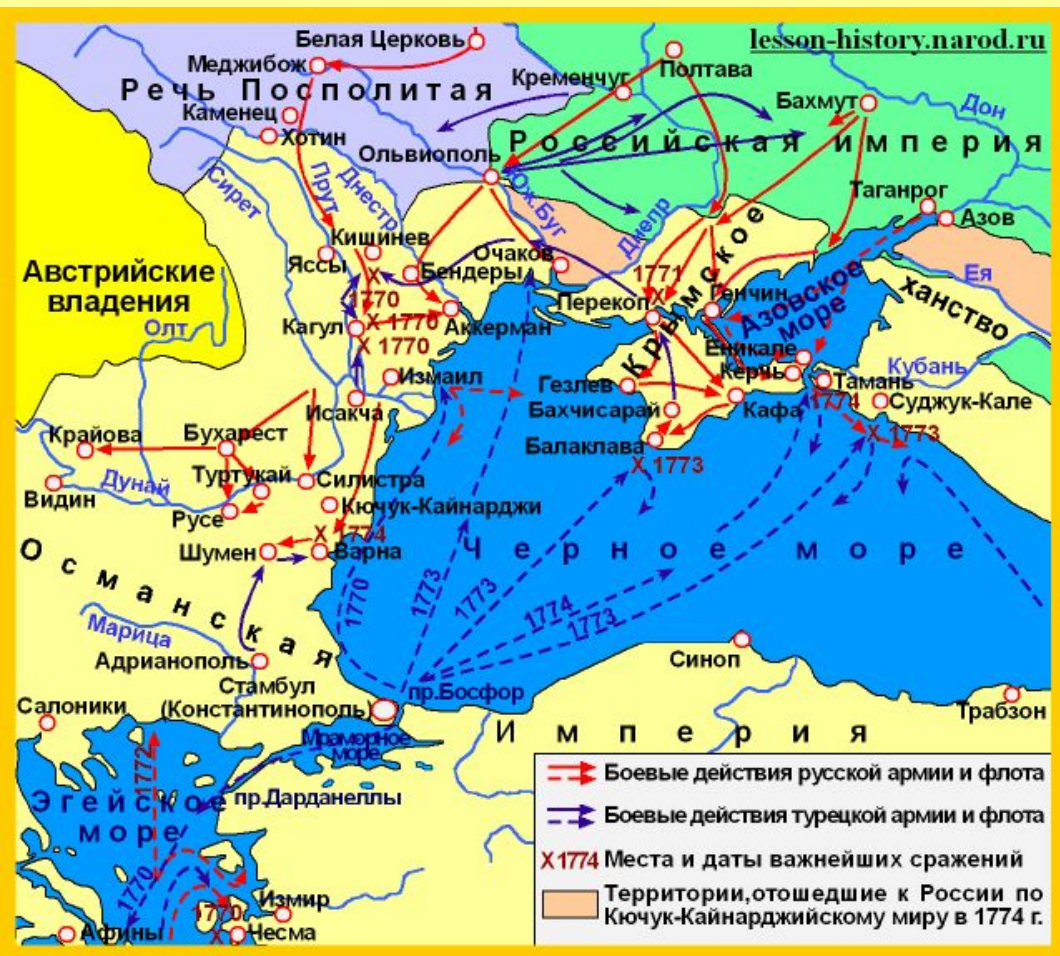 lesson-history.narod.ru
Белая Церковь
Меджибож
Полтава
Кременчуг
Речь Посполитая
Каменец
Хотин
Бахмут
Дон
Российская империя
Ольвиополь
Сирет
Прут
Днестр
Юж.Буг
Днепр
Таганрог
Азов
Кишинев
Яссы
Бендеры
Очаков
1771
Перекоп
Генчин
Крымское
ханство
Азовское
море
Ея
Австрийские
владения
Олт
1770
Кагул
X 1770
X 1770
Аккерман
Еникале
Керчь
Кубань
Тамань
1774
Суджук-Кале
X 1773
Гезлев
Бахчисарай
Кафа
Балаклава
X 1773
Измаил
Исакча
Крайова
Бухарест
Туртукай
Силистра
Дунай
Видин
Русе
Кючук-Кайнарджи
X 1774
Шумен
Варна
Черное море
Османская
Империя
1770
1773
1773
1774
1773
Марица
Адрианополь
Стамбул
(Константинополь)
пр.Босфор
Синоп
Трабзон
Салоники
Мраморное
море
1772
Эгейское
море
пр.Дарданеллы
1770
1770
X
Измир
Афины
Чесма
Боевые действия русской армии и флота
Боевые действия турецкой армии и флота
X1774 Места и даты важнейших сражений
Территории,отошедшие к России по
Кючук-Кайнарджийскому миру в 1774 г.